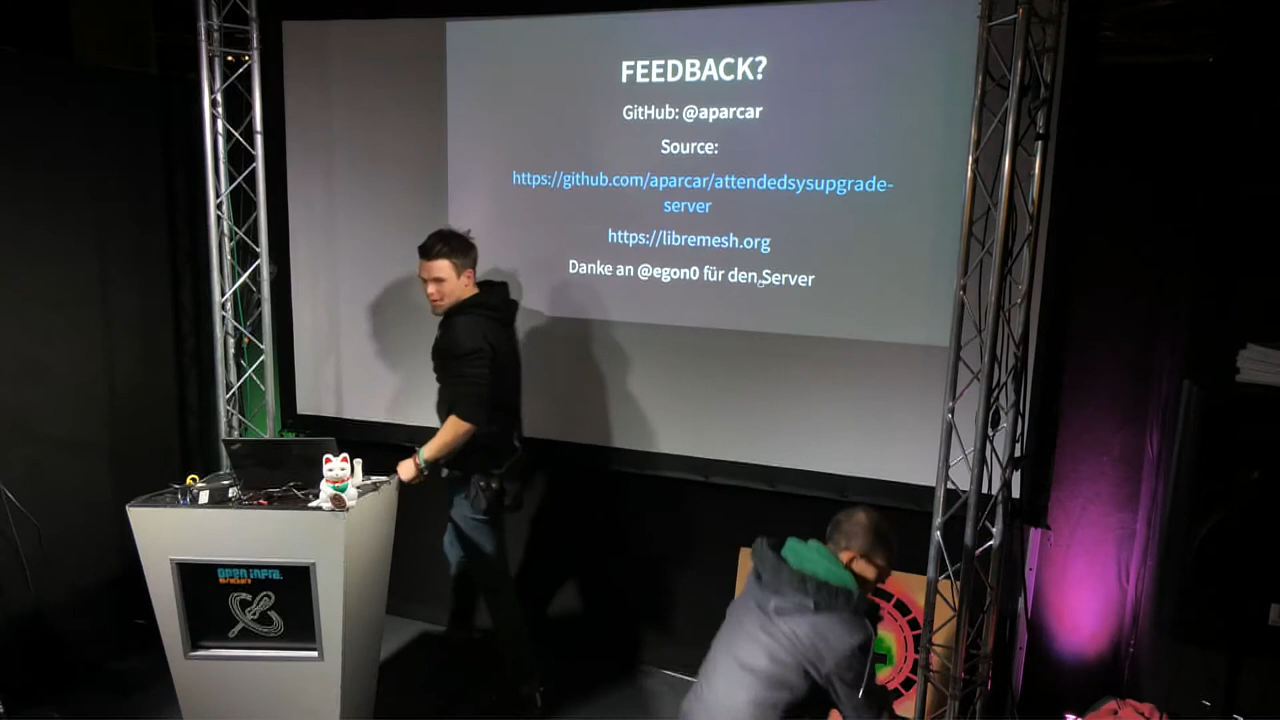 FEEDBACK?
GitHub: @aparcar
Source:
https://github.com/aparcar/attendedsysupgrade-
server
https://libremesh.org
Danke an @egon0 für den Server
open infra.